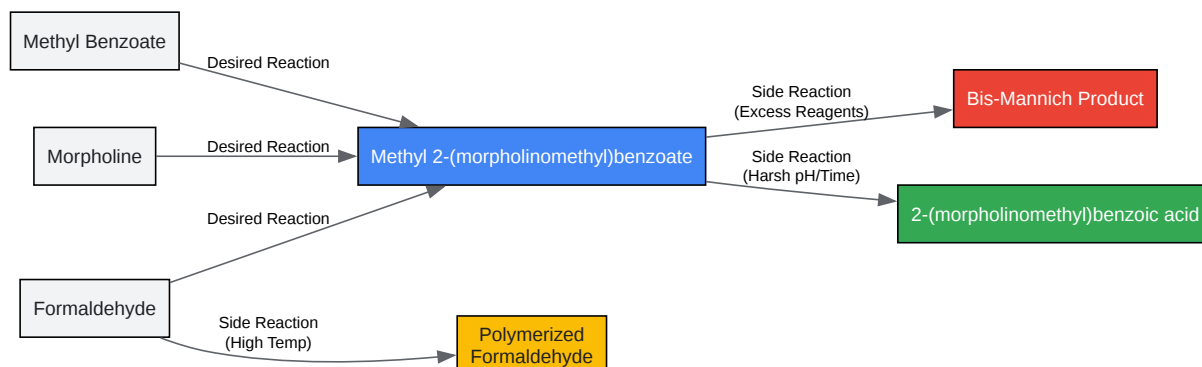 Methyl Benzoate
Desired Reaction
Morpholine
Desired Reaction
Formaldehyde
Desired Reaction
Side Reaction
(High Temp)
Methyl 2-(morpholinomethyl)benzoate
Polymerized
Formaldehyde
Side Reaction
(Excess Reagents)
Side Reaction
(Harsh pH/Time)
Bis-Mannich Product
2-(morpholinomethyl)benzoic acid